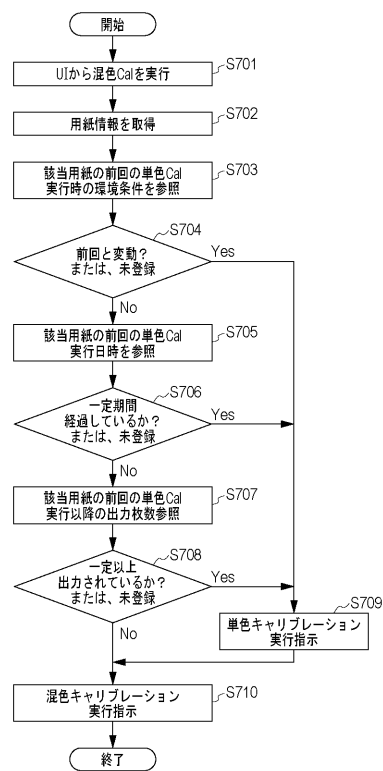 開始
UIから混色Calを実行
S701
用紙情報を取得
S702
該当用紙の前回の単色Cal
実行時の環境条件を参照
S703
前回と変動？
または、未登録
S704
Yes
No
該当用紙の前回の単色Cal
実行日時を参照
S705
一定期間
経過しているか？
または、未登録
S706
Yes
No
該当用紙の前回の単色Cal
実行以降の出力枚数参照
S707
一定以上
出力されているか？
または、未登録
S708
Yes
No
単色キャリブレーション
実行指示
S709
混色キャリブレーション
実行指示
S710
終了